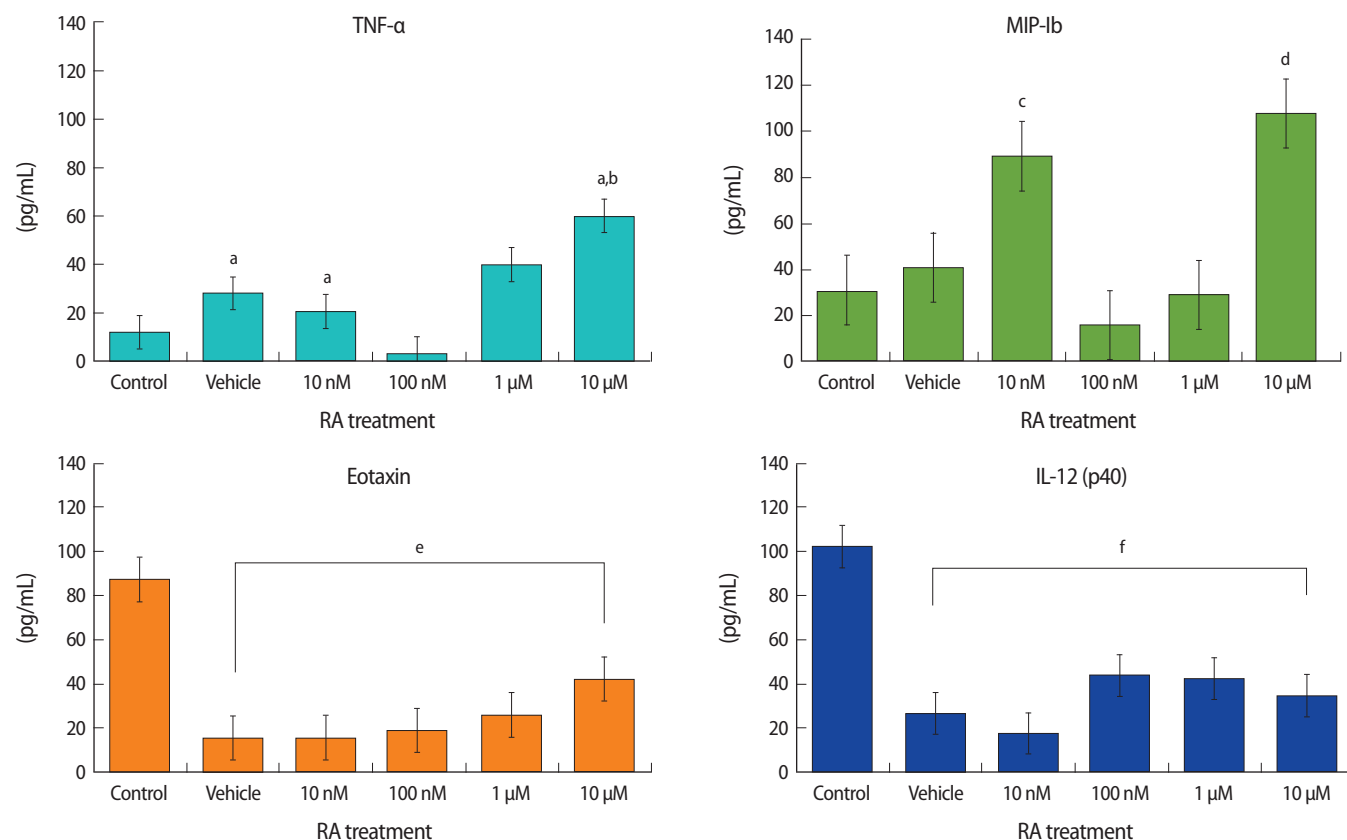 TNF-α
140
120
100
80
60
40
20
0
(pg/mL)
a
a
a,b
Control Vehicle 10 nM 100 nM 1 μM 10 μM
RA treatment
MIP-Ib
140
120
100
80
60
40
20
0
(pg/mL)
c
d
Control Vehicle 10 nM 100 nM 1 μM 10 μM
RA treatment
Eotaxin
140
120
100
80
60
40
20
0
(pg/mL)
e
Control Vehicle 10 nM 100 nM 1 μM 10 μM
RA treatment
IL-12 (p40)
140
120
100
80
60
40
20
0
(pg/mL)
f
Control Vehicle 10 nM 100 nM 1 μM 10 μM
RA treatment